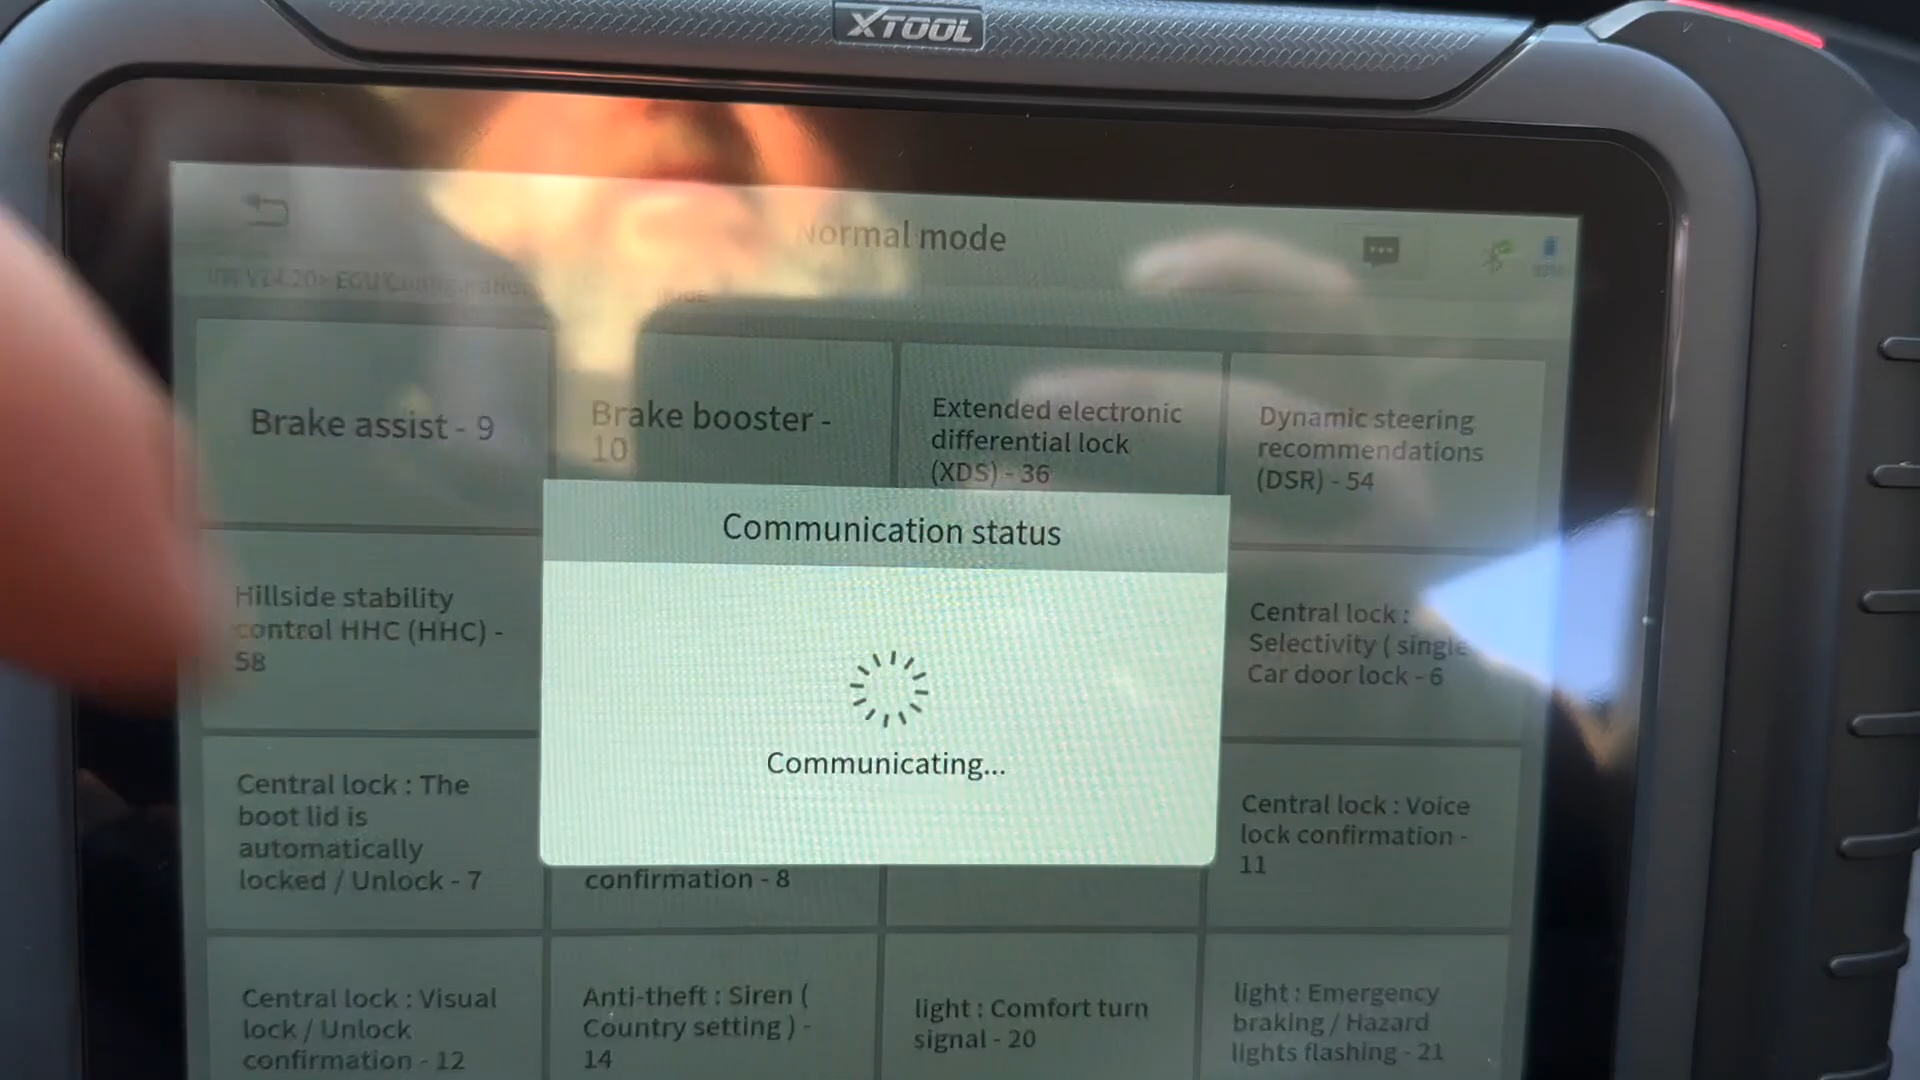 XTOOL
Normal mode
V24.20> ECU Configuration
Brake assist - 9
Brake booster -
10
Extended electronic
differential lock
(XDS) - 36
Dynamic steering
recommendations
(DSR) - 54
Communication status
Communicating...
Hillside stability
control HHC (HHC) -
58
Central lock :
Selectivity ( single
Car door lock - 6
Central lock : The
boot lid is
automatically
locked / Unlock - 7
confirmation - 8
Central lock : Voice
lock confirmation -
11
Central lock : Visual
lock / Unlock
confirmation - 12
Anti-theft : Siren (
Country setting ) -
14
light : Comfort turn
signal - 20
light : Emergency
braking / Hazard
lights flashing - 21